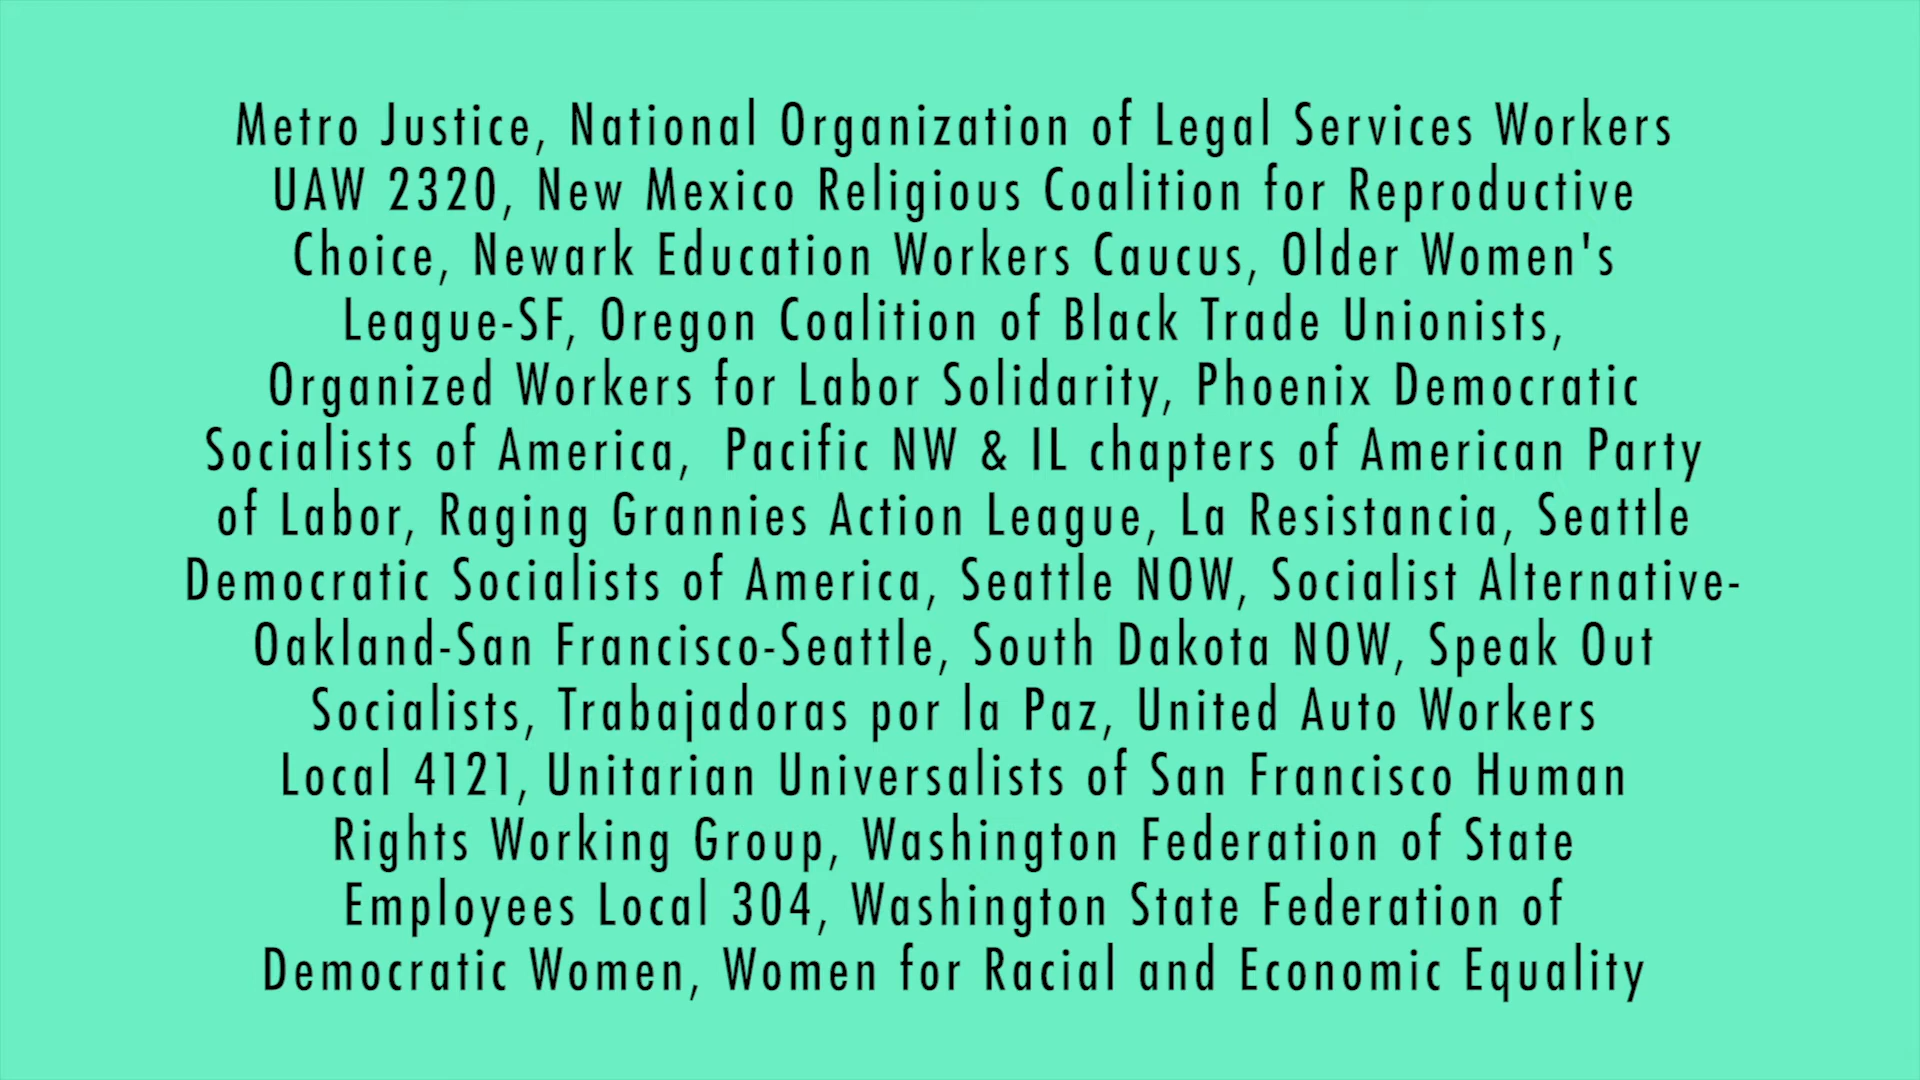 Metro Justice, National Organization of Legal Services Workers
UAW 2320, New Mexico Religious Coalition for Reproductive
Choice, Newark Education Workers Caucus, Older Women's
League-SF, Oregon Coalition of Black Trade Unionists,
Organized Workers for Labor Solidarity, Phoenix Democratic
Socialists of America,  Pacific NW & IL chapters of American Party
of Labor, Raging Grannies Action League, La Resistancia, Seattle
Democratic Socialists of America, Seattle NOW, Socialist Alternative-
Oakland-San Francisco-Seattle, South Dakota NOW, Speak Out
Socialists, Trabajadoras por la Paz, United Auto Workers
Local 4121, Unitarian Universalists of San Francisco Human
Rights Working Group, Washington Federation of State
Employees Local 304, Washington State Federation of
Democratic Women, Women for Racial and Economic Equality